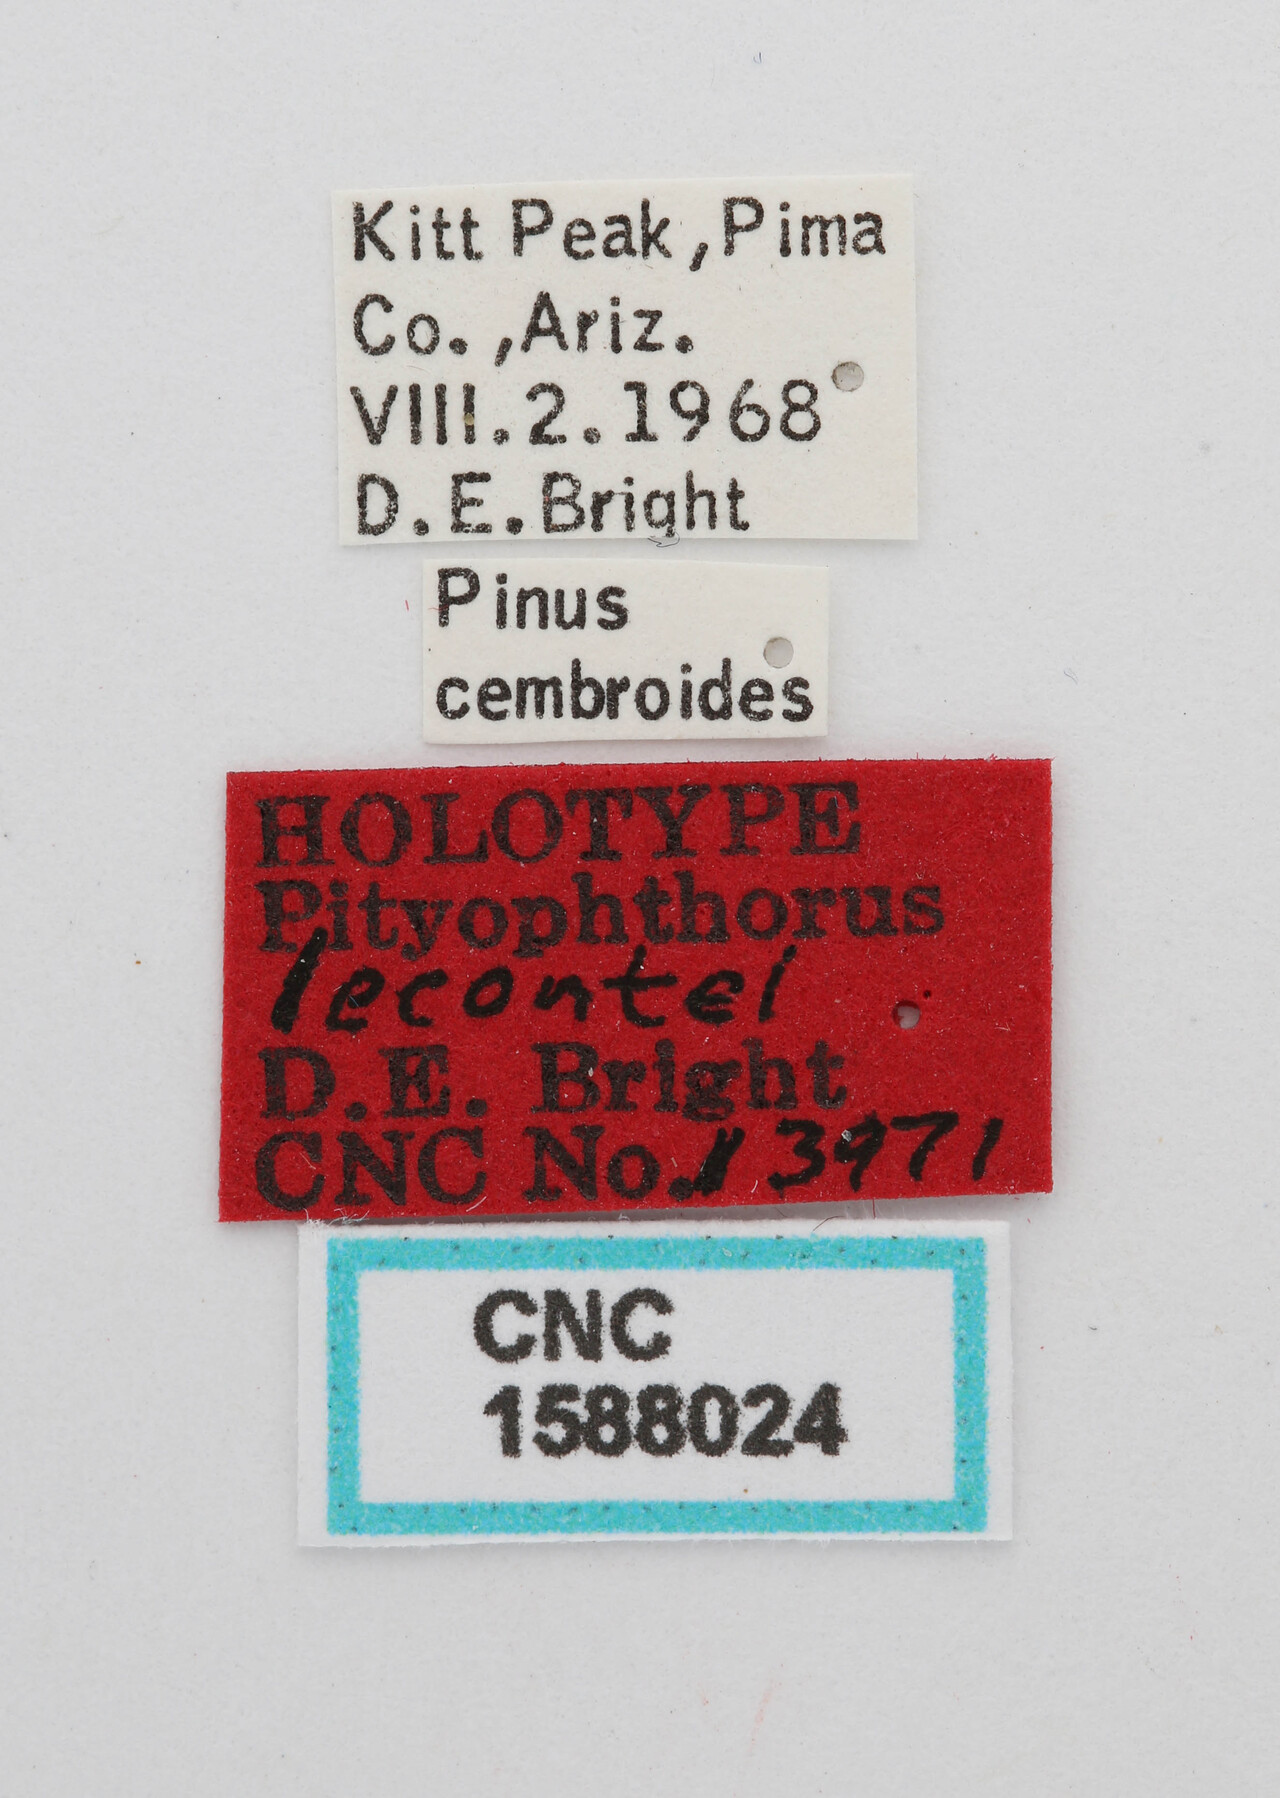 Kitt Peak, Pima
Co., Ariz.
VIII.2.1968
D.E. Bright
Pinus
cembroides
HOLOTYPE
Pityophthorus
lecontei
D.E. Bright
CNC No. 13971
CNC
1588024